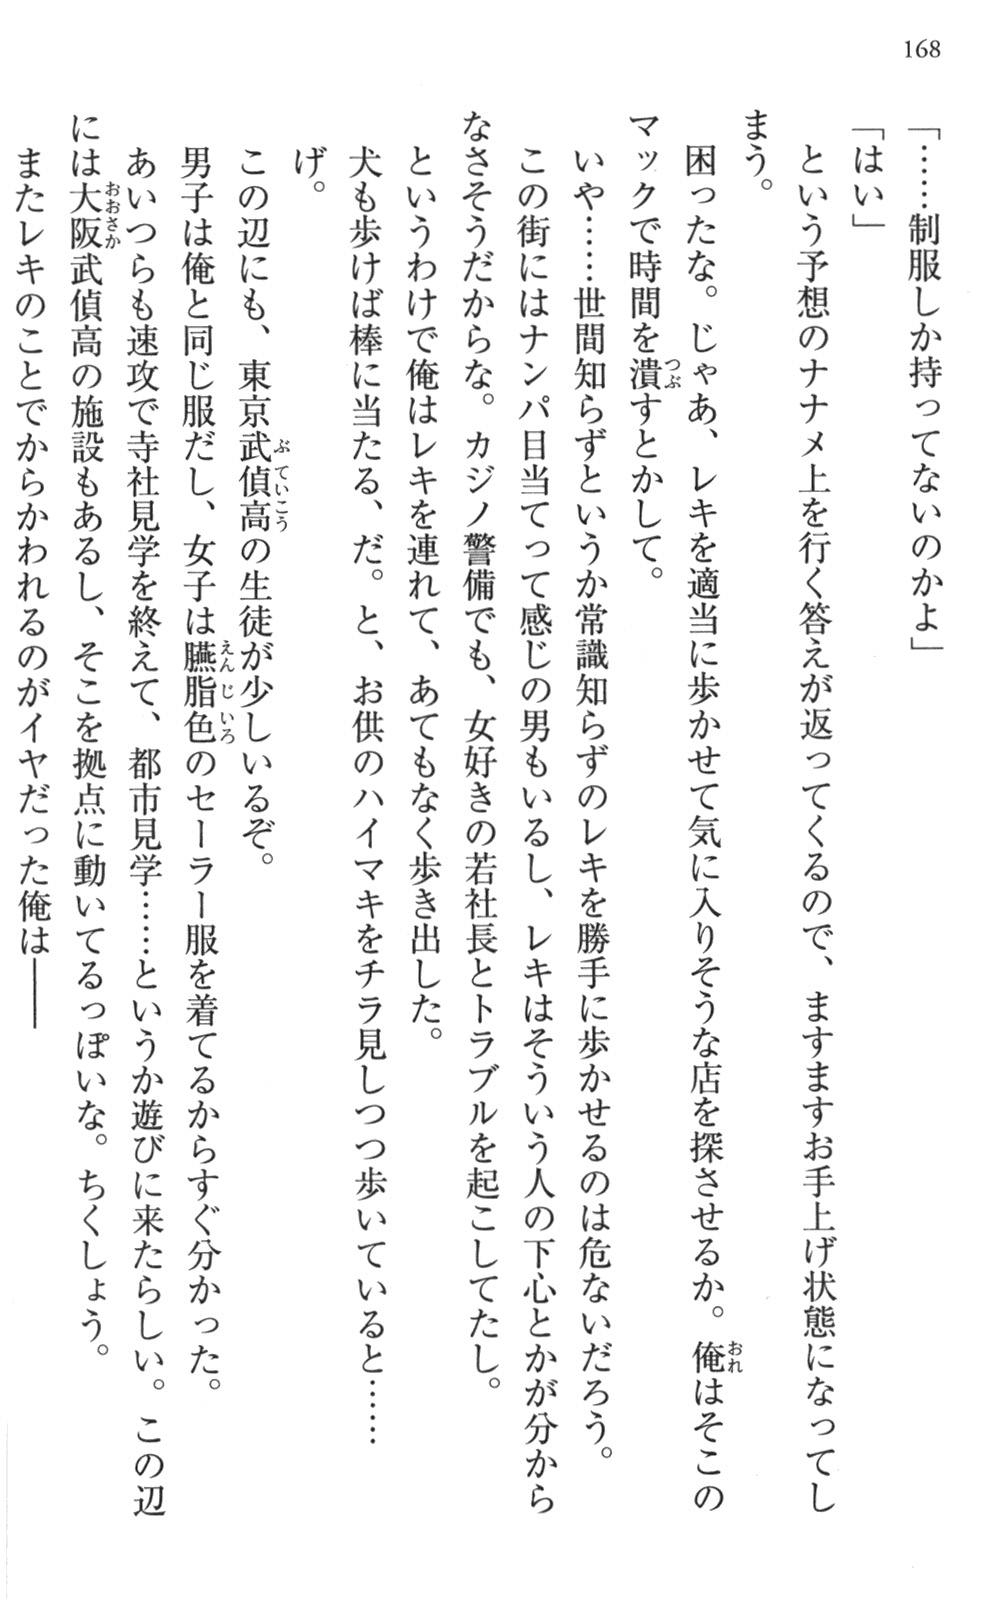 168
「……制服しか持ってないのかよ」
「はい」
という予想のナナメ上を行く答えが返ってくるので、ますますお手上げ状態になってし
まう。
困ったな。じゃあ、レキを適当に歩かせて気に入りそうな店を探させるか。俺はそこの
マックで時間を潰すとかして。
いや……世間知らずというか常識知らずのレキを勝手に歩かせるのは危ないだろう。
この街にはナンパ目当てって感じの男もいるし、レキはそういう人の下心とかが分から
なさそうだからな。カジノ警備でも、女好きの若社長とトラブルを起こしてたし。
というわけで俺はレキを連れて、あてもなく歩き出した。
犬も歩けば棒に当たる、だ。と、お供のハイマキをチラ見しつつ歩いていると……
げ。
この辺にも、東京武偵高の生徒が少しいるぞ。
男子は俺と同じ服だし、女子は臙脂色のセーラー服を着てるからすぐ分かった。
あいつらも速攻で寺社見学を終えて、都市見学……というか遊びに来たらしい。この辺
には大阪武偵高の施設もあるし、そこを拠点に動いてるっぽいな。ちくしょう。
またレキのことでからかわれるのがイヤだった俺は――